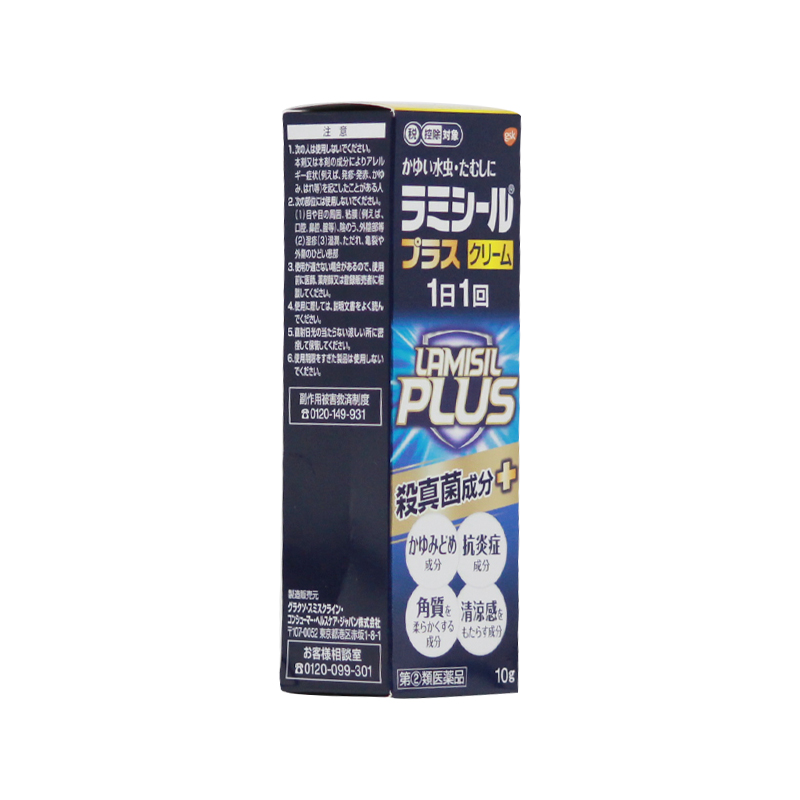 注意
1.次の人は使用しないでください。
本剤又は本剤の成分によりアレル
ギー症状(例えば、発疹・発赤、かゆ
み、はれ等)を起こしたことがある人
2.次の部位には使用しないでください。
(1)目や目の周囲、粘膜(例えば、
口腔、鼻腔、膣等)、陰のう、外陰部等
(2)湿疹(3)湿潤、ただれ、亀裂や
外傷のひどい患部
3.使用が適さない場合があるので、使用
前に医師、薬剤師又は登録販売者に相
談してください。
4.使用に際しては、説明文書をよく読ん
でください。
5.直射日光の当たらない涼しい所に密
栓して保管してください。
6.使用期限をすぎた製品は使用しない
でください。
副作用被害救済制度
☎0120-149-931
製造販売元
グラクソ・スミスクライン・
コンシューマー・ヘルスケア・ジャパン株式会社
〒107-0052 東京都港区赤坂1-8-1
お客様相談室
☎0120-099-301
税 控除 対象
gsk
かゆい水虫・たむしに
ラミシール®
プラス クリーム
1日1回
LAMISIL
PLUS
殺真菌成分+
かゆみどめ
成分
抗炎症
成分
角質を
柔らかくする
成分
清涼感を
もたらす成分
指定②類医薬品
10g